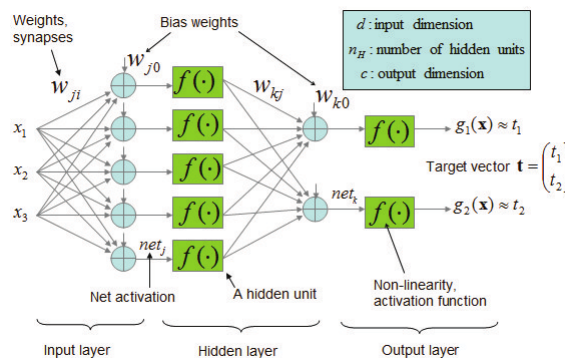 Weights,
synapses
Bias weights
d : input dimension
n_H : number of hidden units
c : output dimension
w_ji
w_j0
f(·)
w_kj
w_k0
x_1
f(·)
f(·)
g_1(x) ≈ t_1
x_2
f(·)
Target vector t = (t_1
t_2
x_3
f(·)
net_k
f(·)
g_2(x) ≈ t_2
net_j
f(·)
Net activation
A hidden unit
Non-linearity,
activation function
Input layer
Hidden layer
Output layer